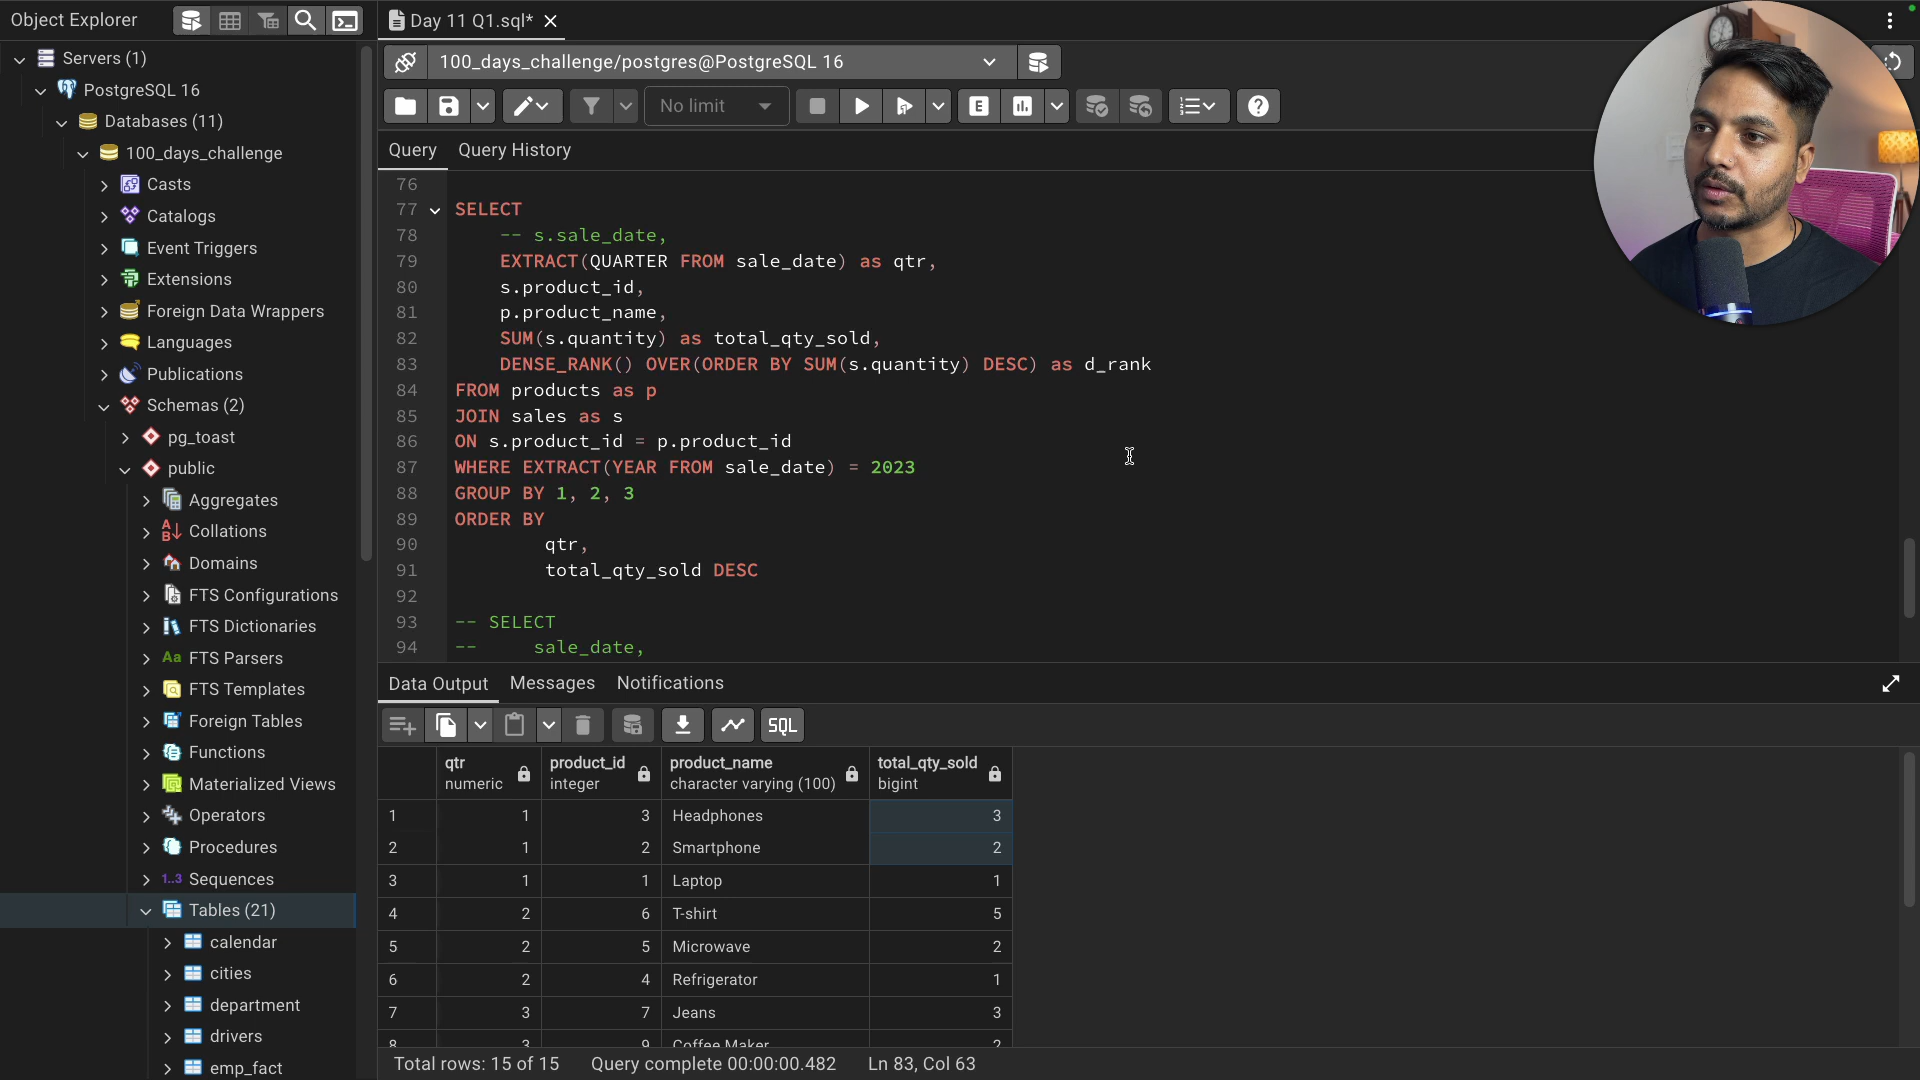 Object Explorer
Day 11 Q1.sql*
Servers (1)
100_days_challenge/postgres@PostgreSQL 16
PostgreSQL 16
No limit
E
Databases (11)
100_days_challenge
Query
Query History
Casts
76
77 SELECT
Catalogs
78 -- s.sale_date,
Event Triggers
79 EXTRACT(QUARTER FROM sale_date) as qtr,
Extensions
80 s.product_id,
Foreign Data Wrappers
81 p.product_name,
Languages
82 SUM(s.quantity) as total_qty_sold,
Publications
83 DENSE_RANK() OVER(ORDER BY SUM(s.quantity) DESC) as d_rank
84 FROM products as p
Schemas (2)
85 JOIN sales as s
pg_toast
86 ON s.product_id = p.product_id
public
87 WHERE EXTRACT(YEAR FROM sale_date) = 2023
Aggregates
88 GROUP BY 1, 2, 3
89 ORDER BY
Collations
90 qtr,
Domains
91 total_qty_sold DESC
FTS Configurations
92
93 -- SELECT
FTS Dictionaries
94 -- sale_date,
Aa FTS Parsers
Data Output
Messages
Notifications
FTS Templates
Foreign Tables
SQL
Functions
qtr numeric
product_id integer
product_name character varying (100)
total_qty_sold bigint
Materialized Views
1 1 3 Headphones 3
Operators
2 1 2 Smartphone 2
Procedures
3 1 1 Laptop 1
1..3 Sequences
4 2 6 T-shirt 5
Tables (21)
5 2 5 Microwave 2
calendar
6 2 4 Refrigerator 1
cities
7 3 7 Jeans 3
department
8 3 9 Coffee Maker 2
drivers
emp_fact
Total rows: 15 of 15
Query complete 00:00:00.482
Ln 83, Col 63